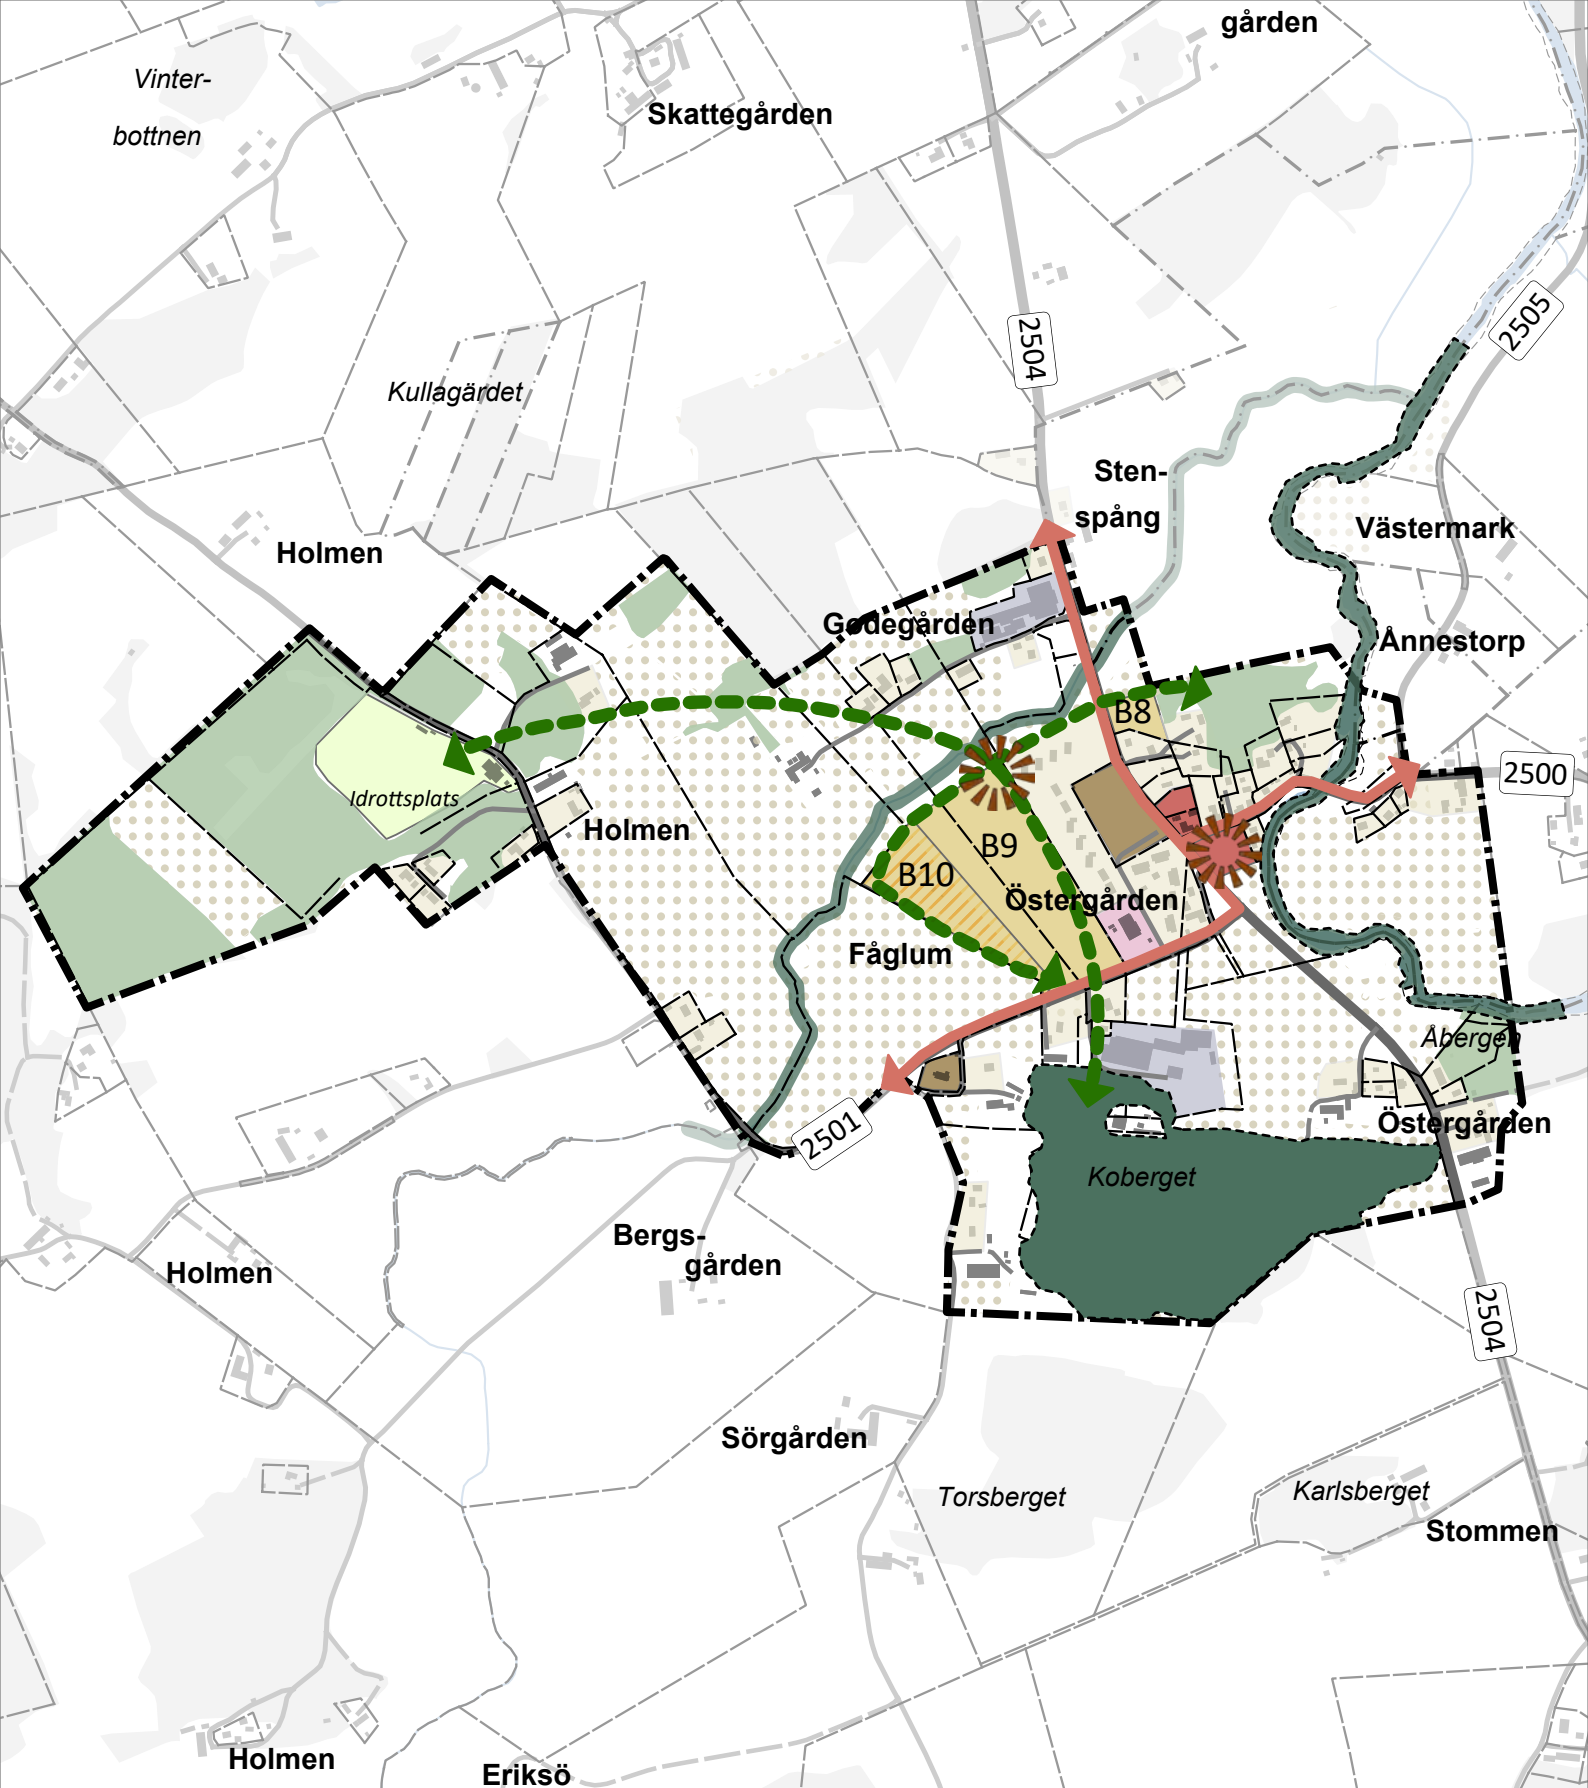 gården
Vinter-
bottnen
Skattegården
2505
2504
Kullagärdet
Sten-
spång
Västermark
Holmen
Godegården
Ånnestorp
B8
2500
Idrottsplats
Holmen
B9
B10
Östergården
Fåglum
Åbergen
Östergården
2501
Koberget
Bergs-
gården
Holmen
2504
Sörgården
Torsberget
Karlsberget
Stommen
Holmen
Eriksö